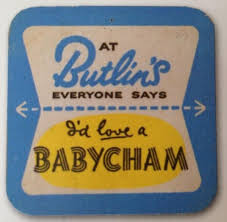 AT
Butlin's
EVERYONE SAYS
I'd love a
BABYCHAM